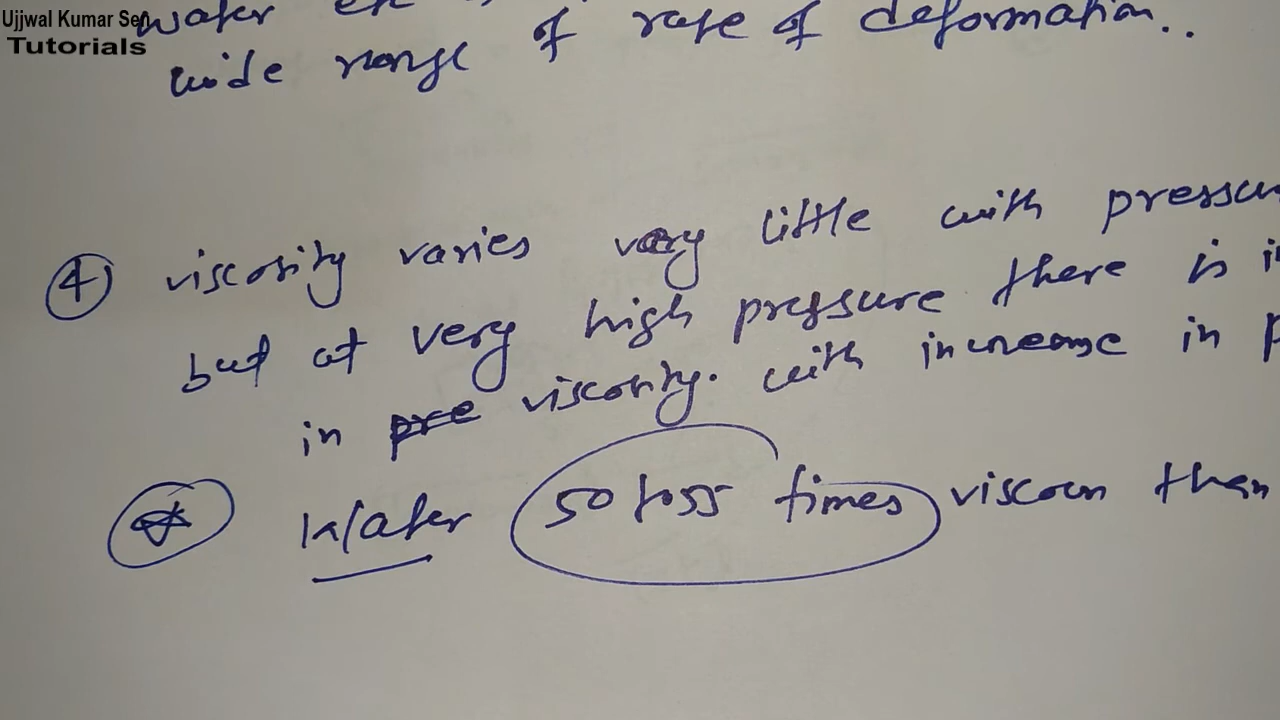 Ujjwal Kumar Sen
Tutorials
water
wide range of rate of deformation..
④ viscosity varies very little with pressu
but at very high pressure there is i
in pre viscosity. with increase in p
Water 50 to 55 times viscous than